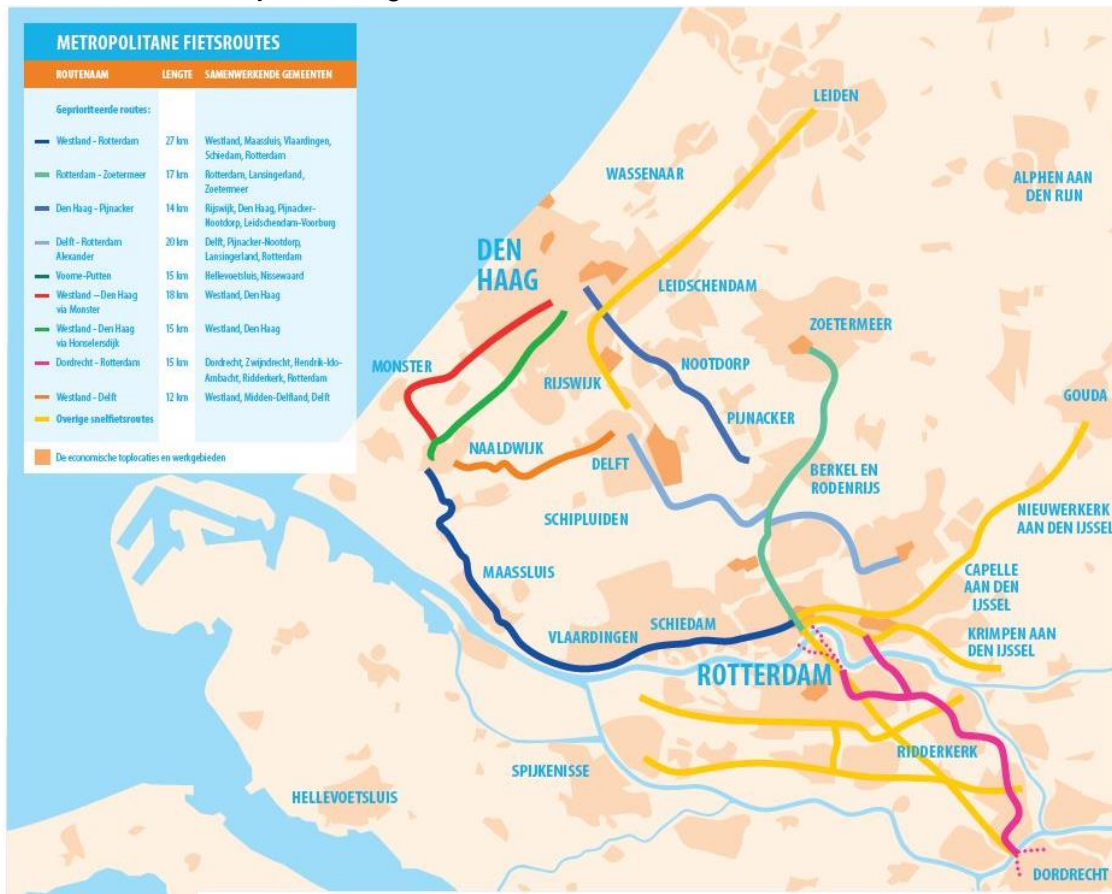 METROPOLITANE FIETSROUTES
ROUTENAAM LENGTE SAMENWERKENDE GEMEENTEN
Geprioriteerde routes:
Westland - Rotterdam 27 km Westland, Maassluis, Vlaardingen,
Schiedam, Rotterdam
Rotterdam - Zoetermeer 17 km Rotterdam, Lansingerland,
Zoetermeer
Den Haag - Pijnacker 14 km Rijswijk, Den Haag, Pijnacker-
Nootdorp, Leidschendam-Voorburg
Delft - Rotterdam 20 km Delft, Pijnacker-Nootdorp,
Alexander Lansingerland, Rotterdam
Voorne-Putten 15 km Hellevoetsluis, Nissewaard
Westland – Den Haag 18 km Westland, Den Haag
via Monster
Westland - Den Haag 15 km Westland, Den Haag
via Honselersdijk
Dordrecht - Rotterdam 15 km Dordrecht, Zwijndrecht, Hendrik-Ido-
Ambacht, Ridderkerk, Rotterdam
Westland - Delft 12 km Westland, Midden-Delfland, Delft
Overige snelfietsroutes
De economische toplocaties en werkgebieden
LEIDEN
WASSENAAR
ALPHEN AAN
DEN RIJN
DEN
HAAG
LEIDSCHENDAM
ZOETERMEER
MONSTER
RIJSWIJK
NOOTDORP
GOUDA
PIJNACKER
NAALDWIJK
DELFT
BERKEL EN
RODENRIJS
SCHIPLUIDEN
NIEUWERKERK
AAN DEN IJSSEL
MAASSLUIS
CAPELLE
AAN DEN
IJSSEL
VLAARDINGEN
SCHIEDAM
KRIMPEN AAN
DEN IJSSEL
ROTTERDAM
RIDDERKERK
SPIJKENISSE
HELLEVOETSLUIS
DORDRECHT